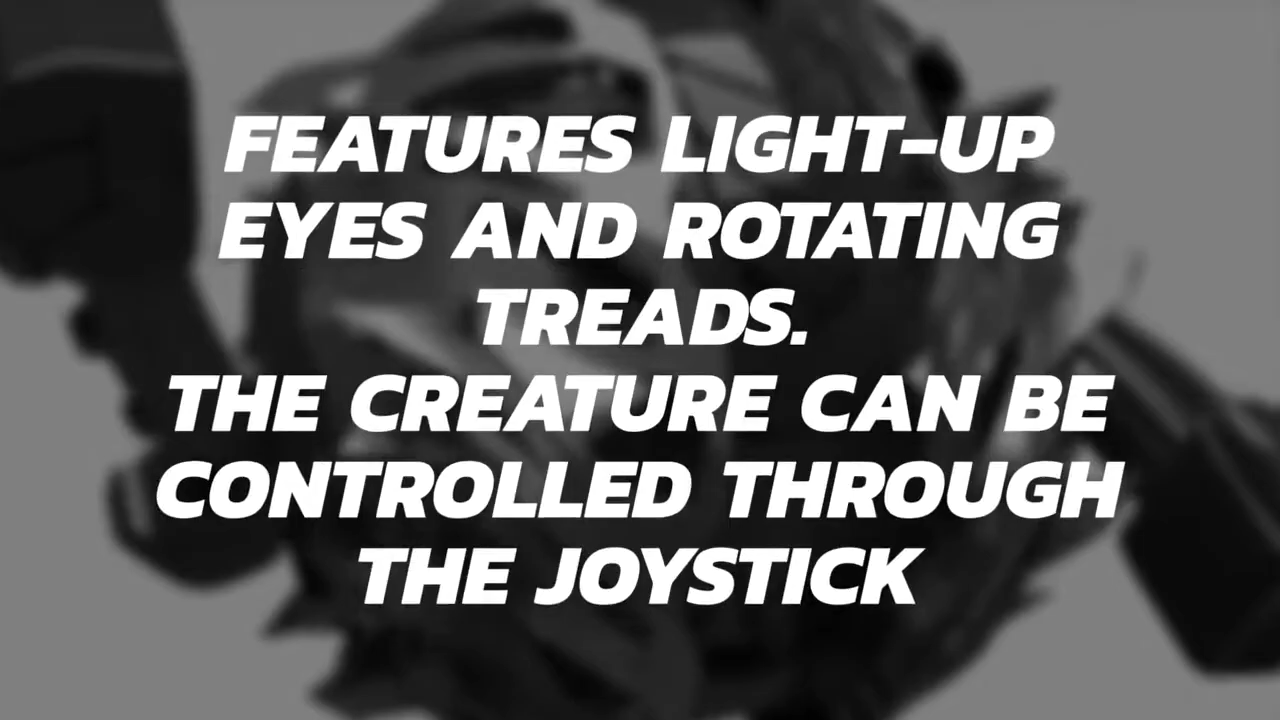 FEATURES LIGHT-UP
EYES AND ROTATING
TREADS.
THE CREATURE CAN BE
CONTROLLED THROUGH
THE JOYSTICK